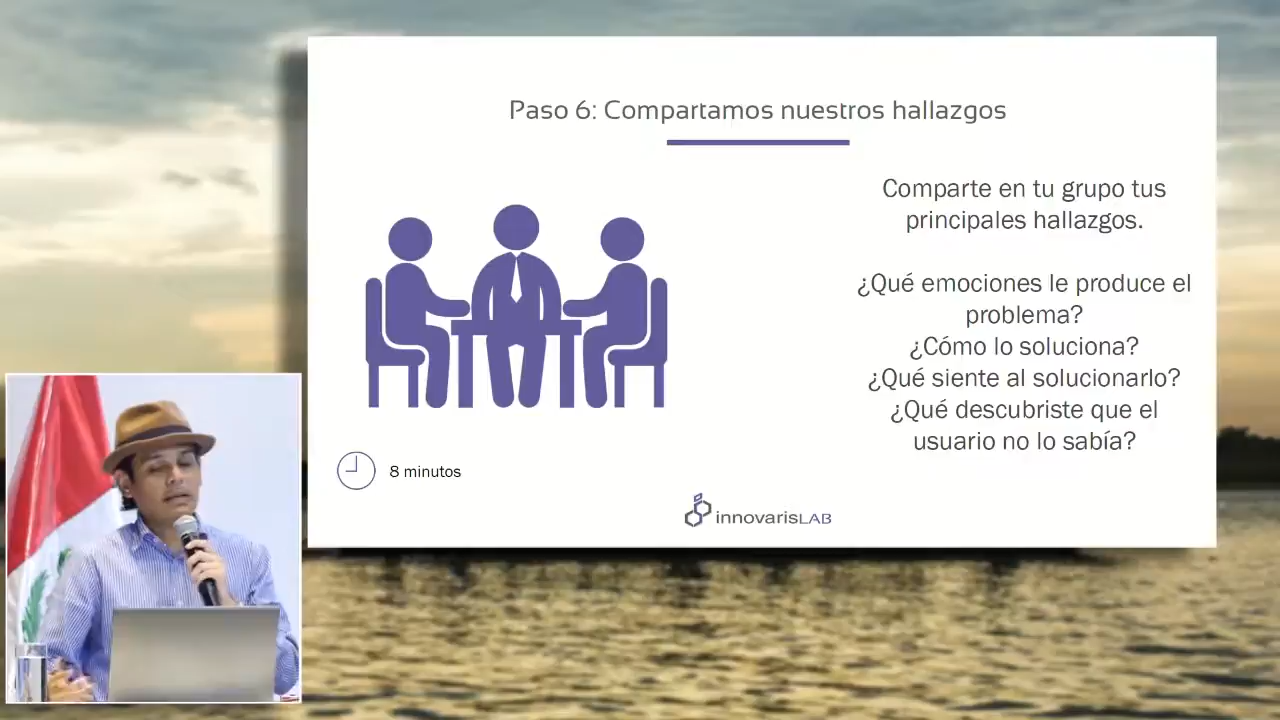 Paso 6: Compartamos nuestros hallazgos
Comparte en tu grupo tus
principales hallazgos.
¿Qué emociones le produce el
problema?
¿Cómo lo soluciona?
¿Qué siente al solucionarlo?
¿Qué descubriste que el
usuario no lo sabía?
8 minutos
innovarisLAB